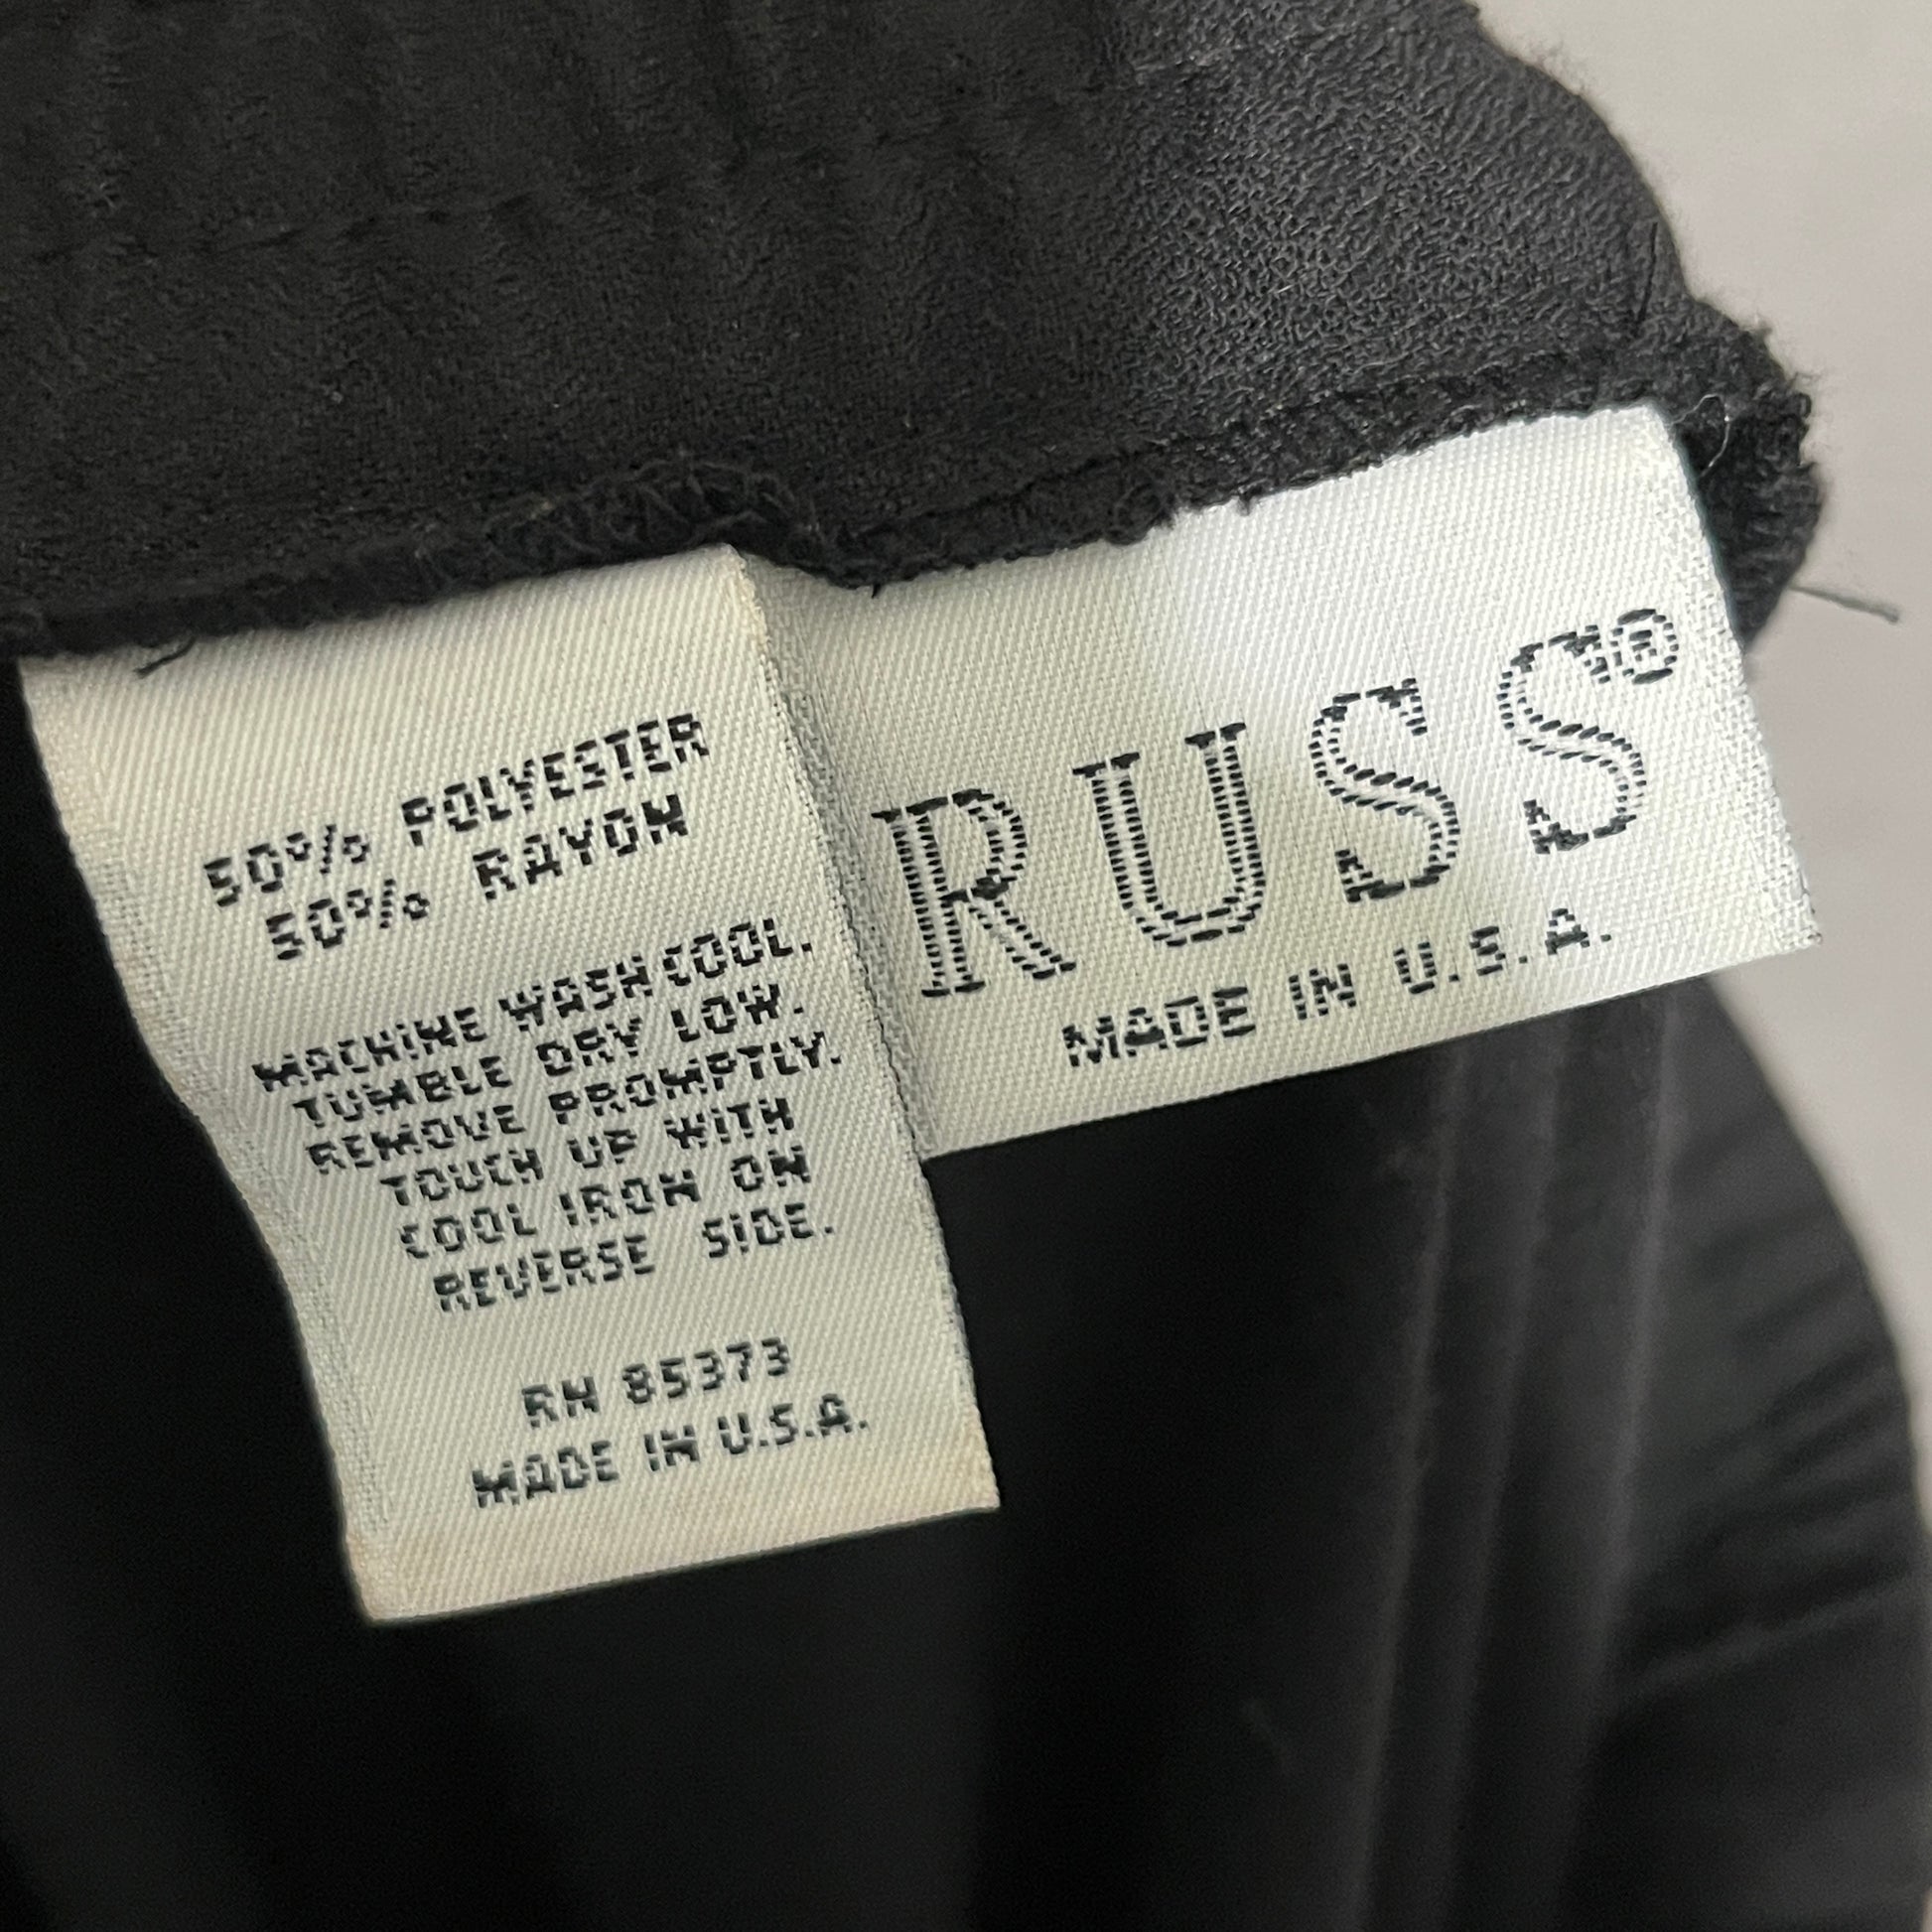 50% POLYESTER
50% RAYON
MACHINE WASH COOL.
TUMBLE DRY LOW.
REMOVE PROMPTLY.
TOUCH UP WITH
COOL IRON ON
REVERSE SIDE.
RN 85373
MADE IN U.S.A.
RUSS®
MADE IN U.S.A.